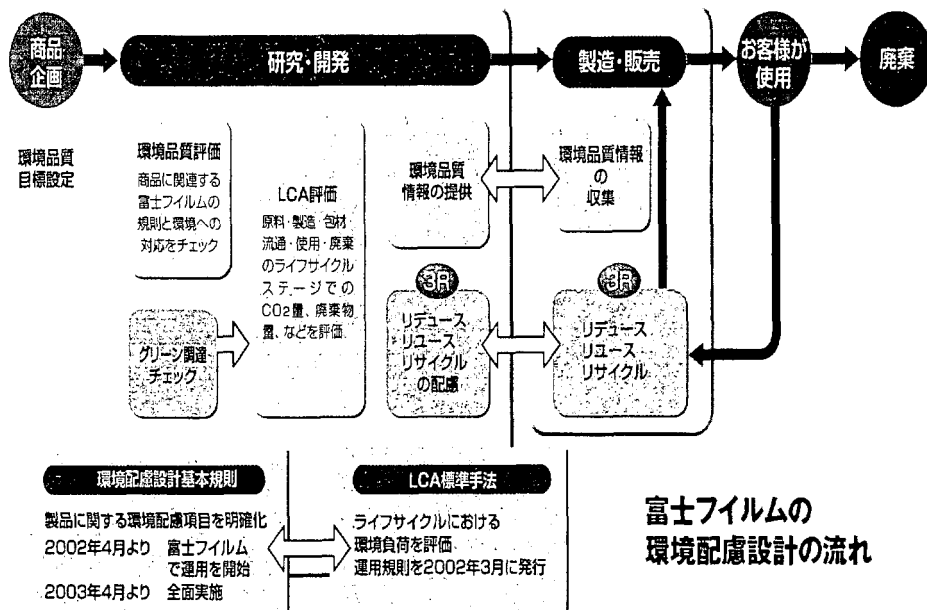 商品
企画
研究・開発
製造・販売
お客様が
使用
廃棄
環境品質
目標設定
環境品質評価
商品に関連する
富士フイルムの
規則と環境への
対応をチェック
グリーン調達
チェック
LCA評価
原料・製造・包材・
流通・使用・廃棄
のライフサイクル
ステージでの
CO2量、廃棄物
量、などを評価
環境品質
情報の提供
環境品質情報
の
収集
3R
リデュース
リユース
リサイクル
の配慮
3R
リデュース
リユース
リサイクル
環境配慮設計基本規則
製品に関する環境配慮項目を明確化
2002年4月より 富士フイルム
で運用を開始
2003年4月より 全面実施
LCA標準手法
ライフサイクルにおける
環境負荷を評価
運用規則を2002年3月に発行
富士フイルムの
環境配慮設計の流れ